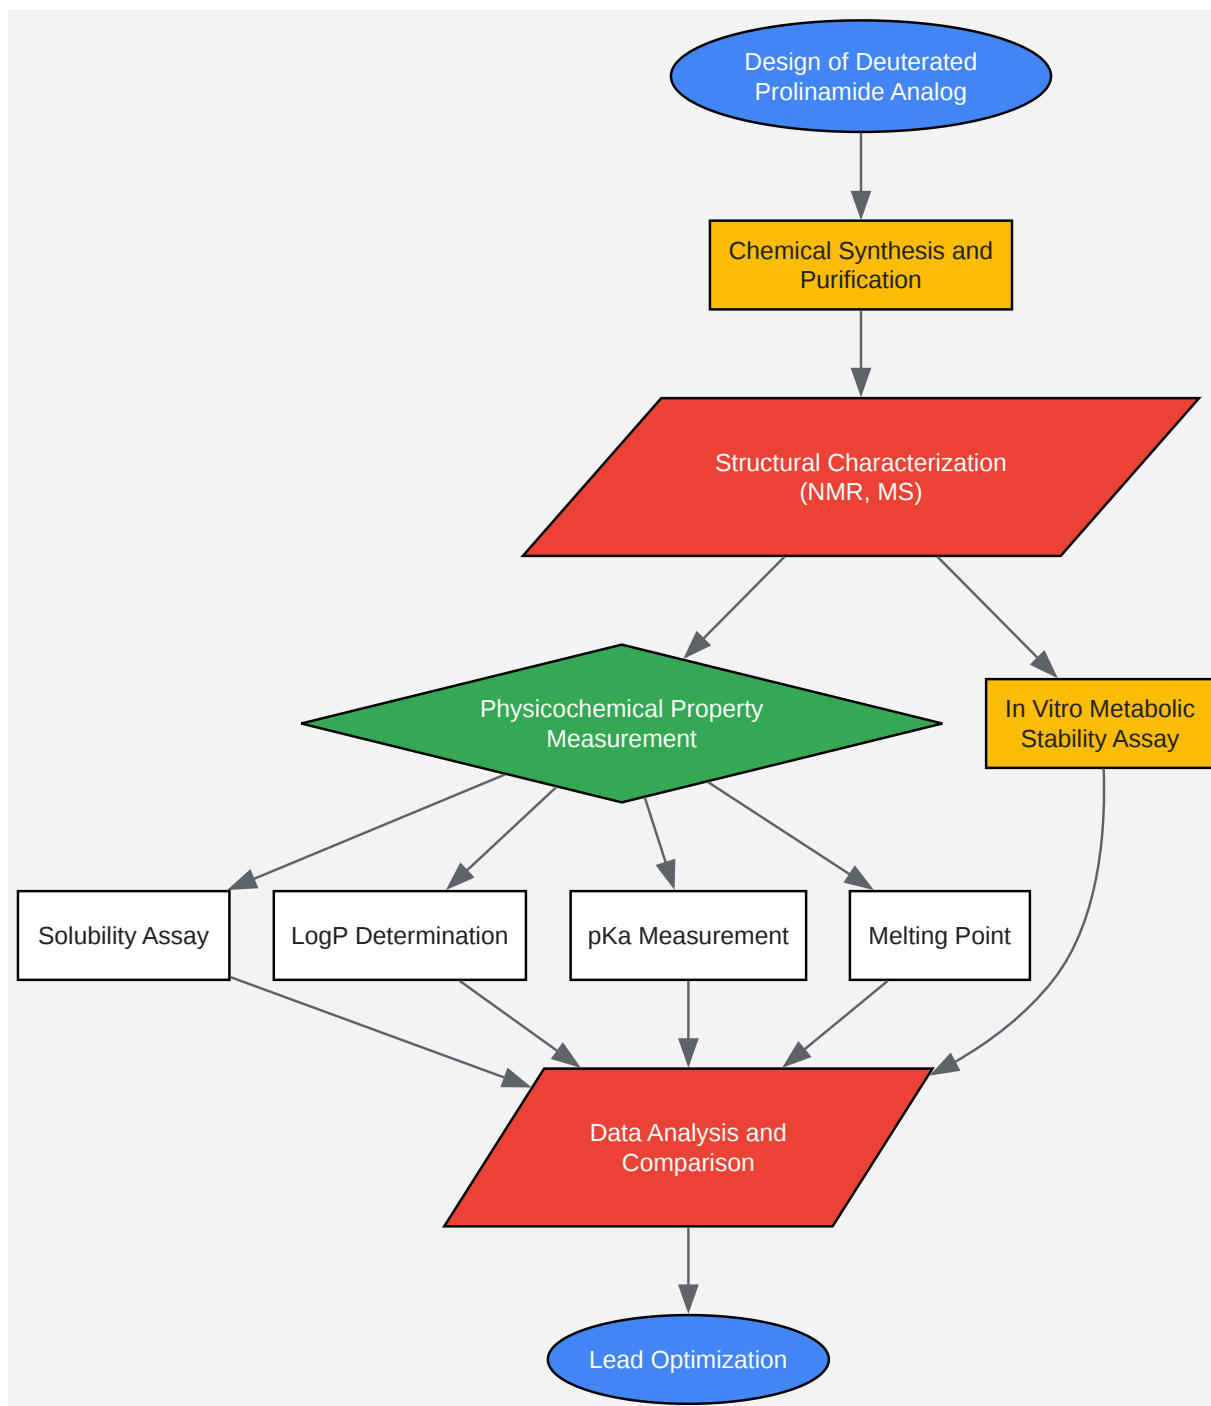 Design of Deuterated
Prolinamide Analog
Chemical Synthesis and
Purification
Structural Characterization
(NMR, MS)
Physicochemical Property
Measurement
In Vitro Metabolic
Stability Assay
Solubility Assay
LogP Determination
pKa Measurement
Melting Point
Data Analysis and
Comparison
Lead Optimization